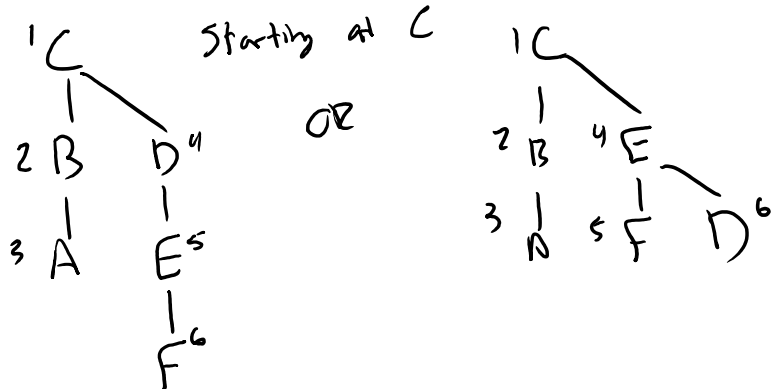 Starting at C
1 C
2 B D 4
3 A E 5
F 6
OR
1 C
2 B 4 E
3 A 5 F D 6